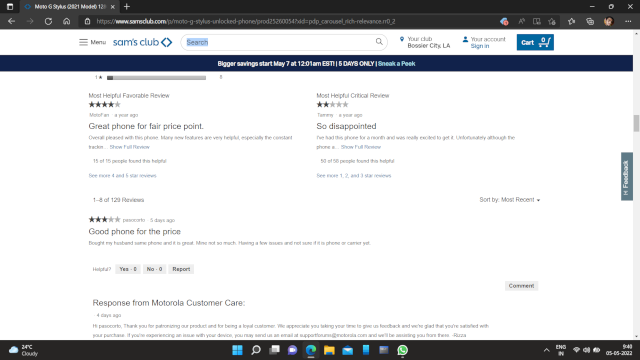 Moto G Stylus (2021 Model) 128
https://www.samsclub.com/p/moto-g-stylus-unlocked-phone/prod25260054?xid=pdp_carousel_rich-relevance.rr0_2
Menu
sam's club
Search
Your club
Bossier City, LA
Your account
Sign in
Cart 0
Bigger savings start May 7 at 12:01am EST! | 5 DAYS ONLY | Sneak a Peek
1★
Most Helpful Favorable Review
a year ago
Great phone for fair price point.
Overall pleased with this phone. Many new features are very helpful, especially the constant
tracker... Show Full Review
15 of 15 people found this helpful
See more 4 and 5 star reviews
Most Helpful Critical Review
Tammy a year ago
So disappointed
I've had this phone for a month and was really excited to get it. Unfortunately although the
phone a... Show Full Review
50 of 56 people found this helpful
See more 1, 2, and 3 star reviews
Feedback
1–8 of 129 Reviews
Sort by: Most Recent
pasocorto 5 days ago
Good phone for the price
Bought my husband same phone and it is great. Mine not so much. Having a few issues and not sure if it is phone or carrier yet
Helpful? Yes · 0 No · 0 Report
Comment
Response from Motorola Customer Care:
4 days ago
Hi pasocorto, Thank you for patronizing our product and for being a loyal customer. We appreciate you taking your time to give us feedback and we're glad that you're satisfied with
your purchase. If you're experiencing an issue with your device, you may send us an email at supportforums@motorola.com and we'll be assisting you from there. -Rozza
24°C
Cloudy
ENG
IN
9:40
05-05-2023